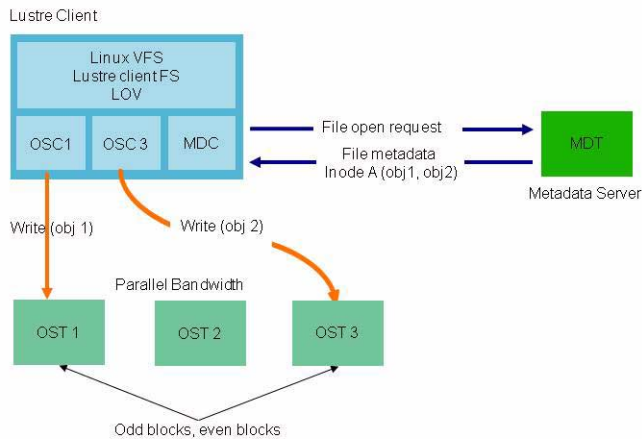 Lustre Client
Linux VFS
Lustre client FS
LOV
OSC1
OSC 3
MDC
File open request
File metadata
Inode A (obj1, obj2)
MDT
Metadata Server
Write (obj 1)
Write (obj 2)
Parallel Bandwidth
OST 1
OST 2
OST 3
Odd blocks, even blocks